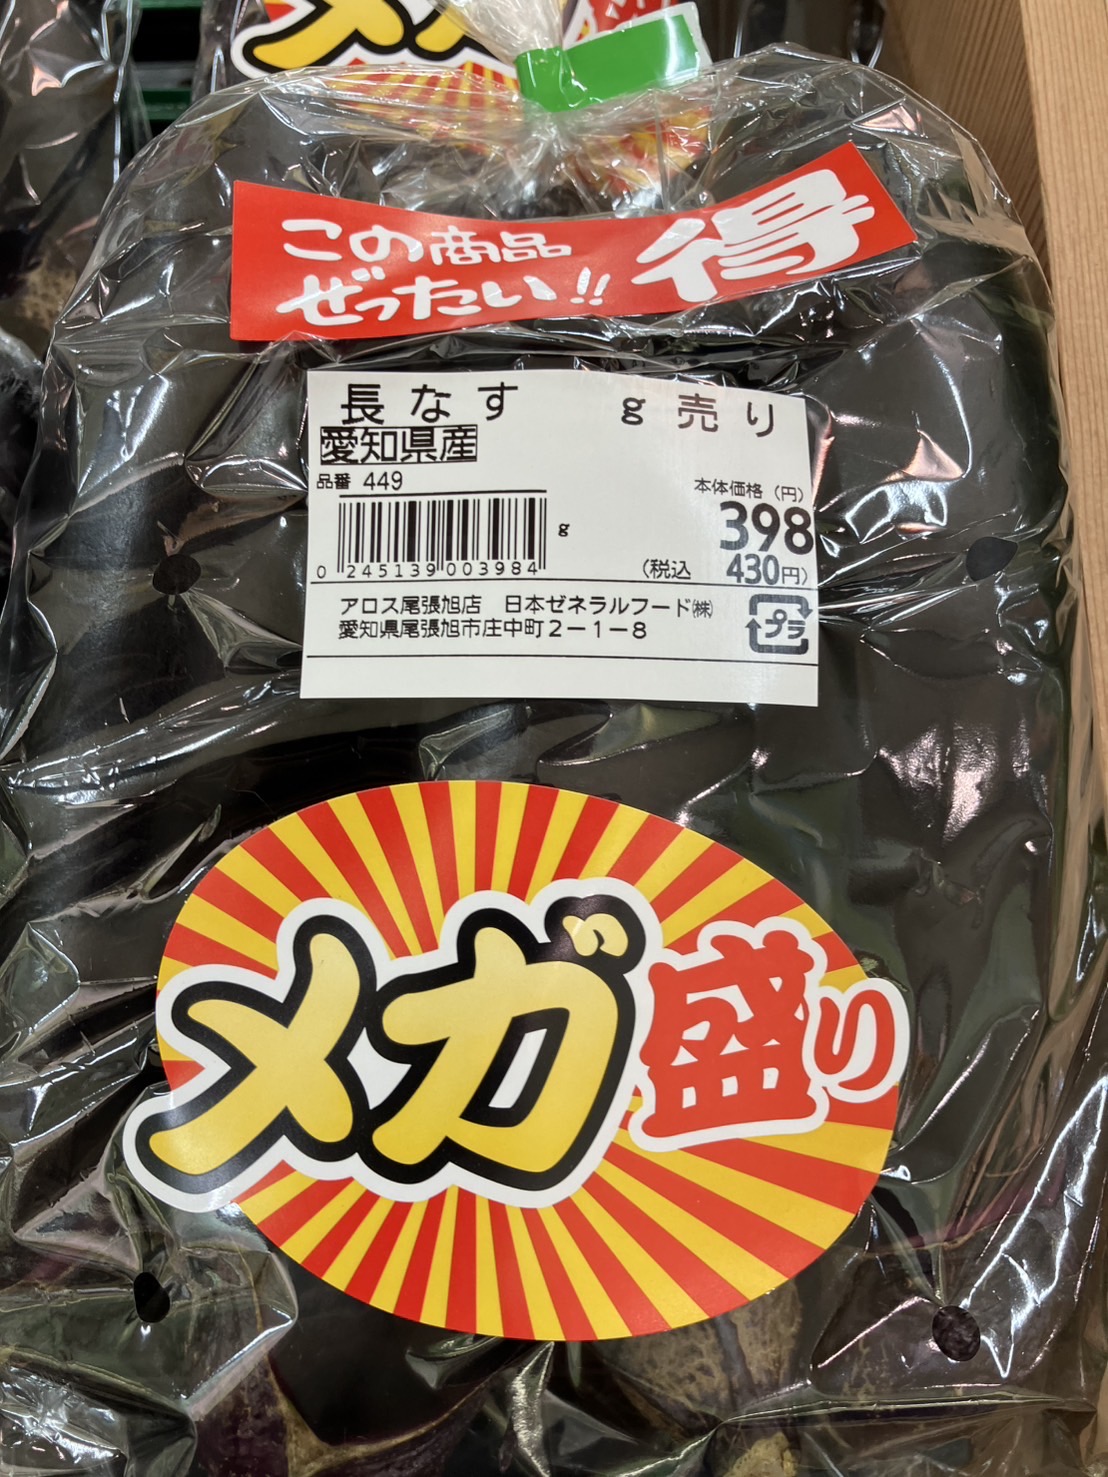 メガ
この商品
ぜったい!! 得
長なす g売り
愛知県産
品番 449
本体価格(円)
398
g
(税込 430円)
0 245139 003984
アロス尾張旭店 日本ゼネラルフード㈱
愛知県尾張旭市庄中町2-1-8
プラ
メガ盛り